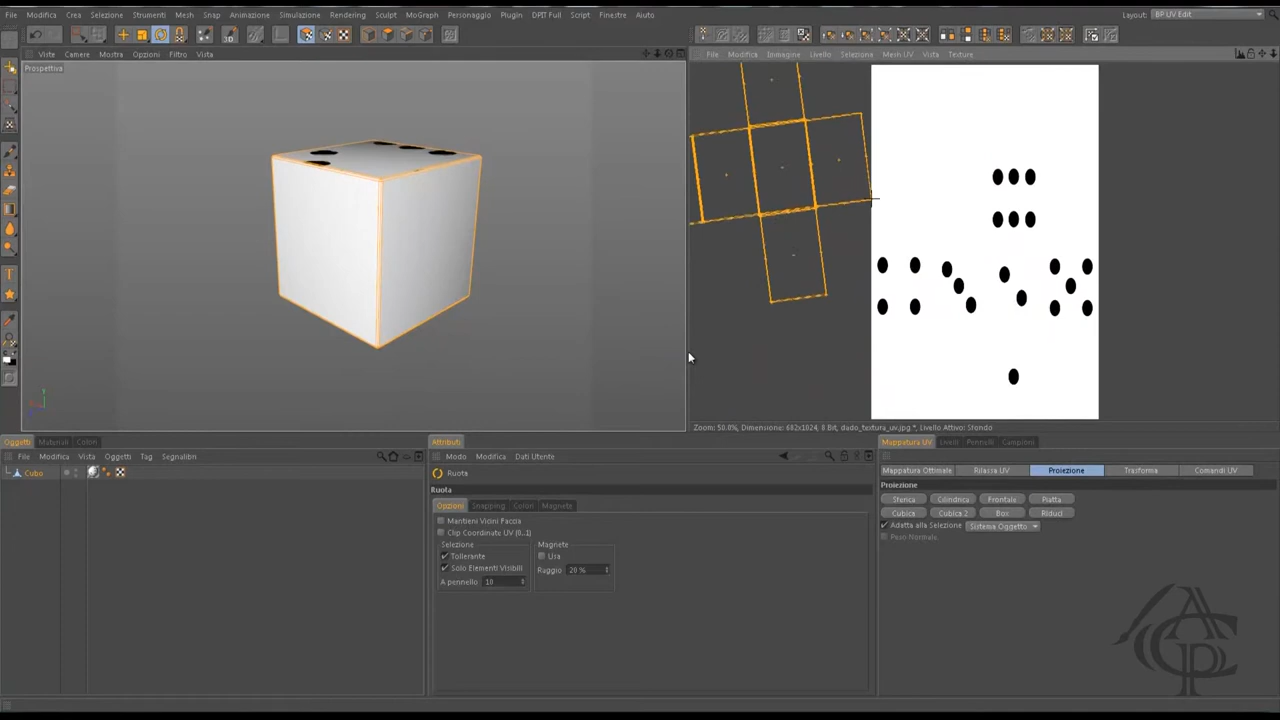 File Modifica Crea Selezione Strumenti Mesh Snap Animazione Simulazione Rendering Sculpt MoGraph Personaggio Plugin DPIT Full Script Finestre Aiuto
Layout: BP UV Edit
Viste Camere Mostra Opzioni Filtro Vista
File Modifica Immagine Livello Seleziona Mesh UV Vista Texture
Prospettiva
Zoom: 50.0%, Dimensione: 682x1024, 8 Bit, dado_textura_uv.jpg *, Livello Attivo: Sfondo
Oggetti Materiali Colori
Attributi
Mappatura UV Livelli Pennelli Campioni
File Modifica Vista Oggetti Tag Segnalibri
Modo Modifica Dati Utente
Cubo
Ruota
Mappatura Ottimale Rilassa UV Proiezione Trasforma Comandi UV
Ruota
Proiezione
Opzioni Snapping Colori Magnete
Sferica Cilindrica Frontale Piatta
Cubica Cubica 2 Box Riduci
Mantieni Vicini Faccia
Adatta alla Selezione Sistema Oggetto
Clip Coordinate UV (0..1)
Peso Normale
Selezione Magnete
Tollerante Usa
Solo Elementi Visibili Raggio 20 %
A pennello 10